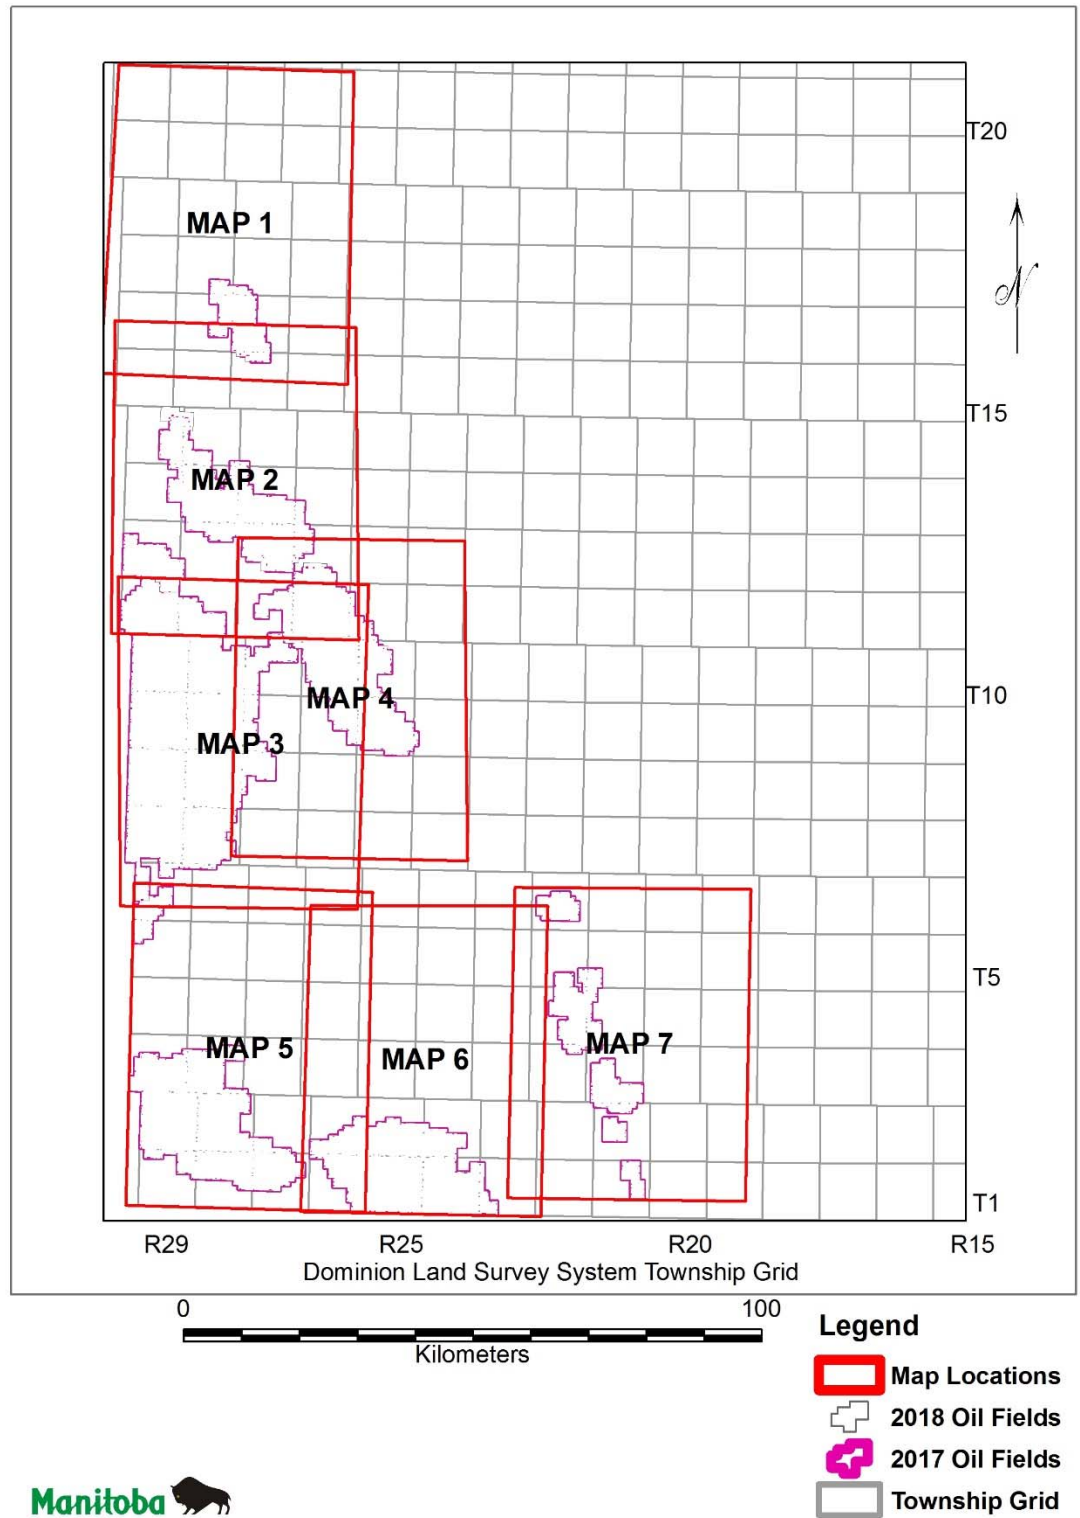 T20
MAP 1
N
T15
MAP 2
T10
MAP 4
MAP 3
T5
MAP 5
MAP 6
MAP 7
T1
R29 R25 R20 R15
Dominion Land Survey System Township Grid
0 100
Kilometers
Legend
Map Locations
2018 Oil Fields
2017 Oil Fields
Township Grid
Manitoba